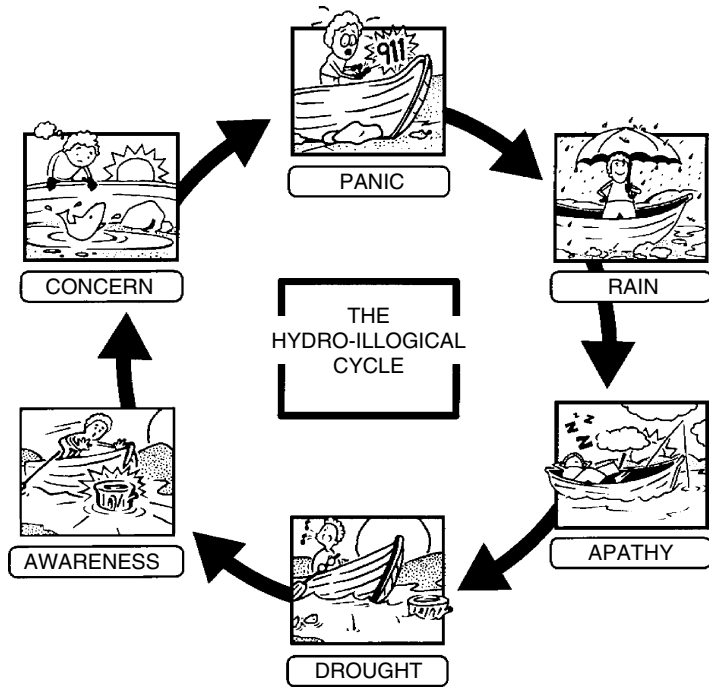 911
PANIC
RAIN
CONCERN
THE
HYDRO-ILLOGICAL
CYCLE
z z z
APATHY
AWARENESS
DROUGHT